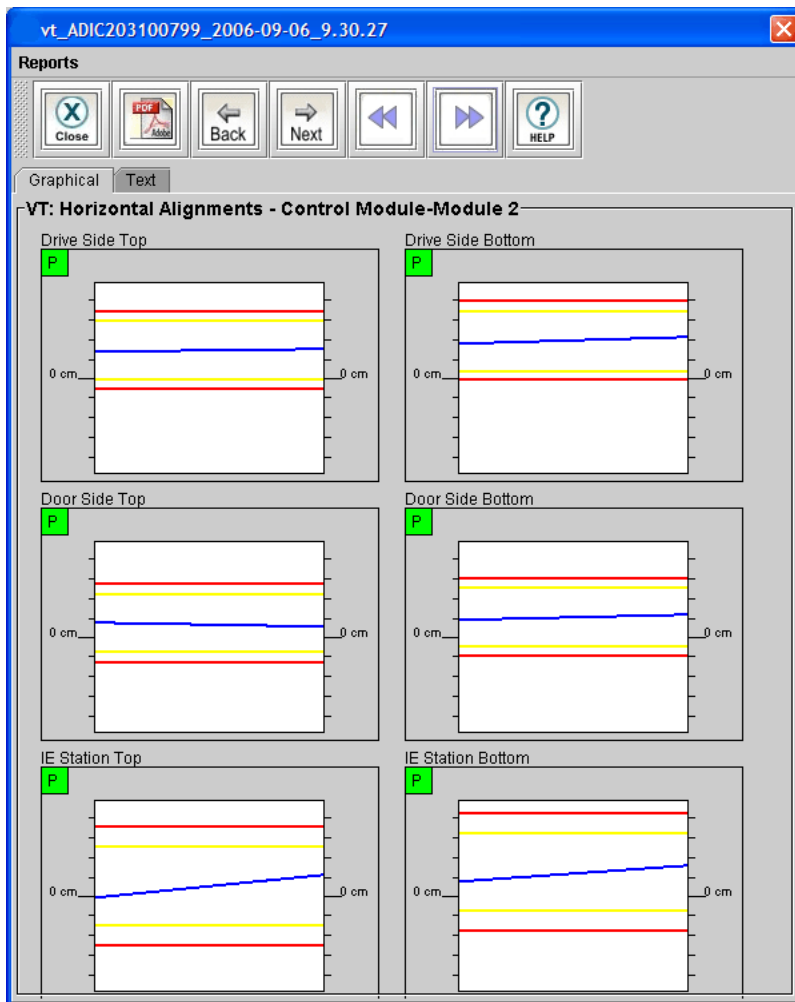 vt_ADIC203100799_2006-09-06_9.30.27
Reports
X Close
PDF Adobe
Back
Next
? HELP
Graphical Text
VT: Horizontal Alignments - Control Module-Module 2
Drive Side Top Drive Side Bottom
P P
0 cm 0 cm 0 cm 0 cm
Door Side Top Door Side Bottom
P P
0 cm 0 cm 0 cm 0 cm
IE Station Top IE Station Bottom
P P
0 cm 0 cm 0 cm 0 cm